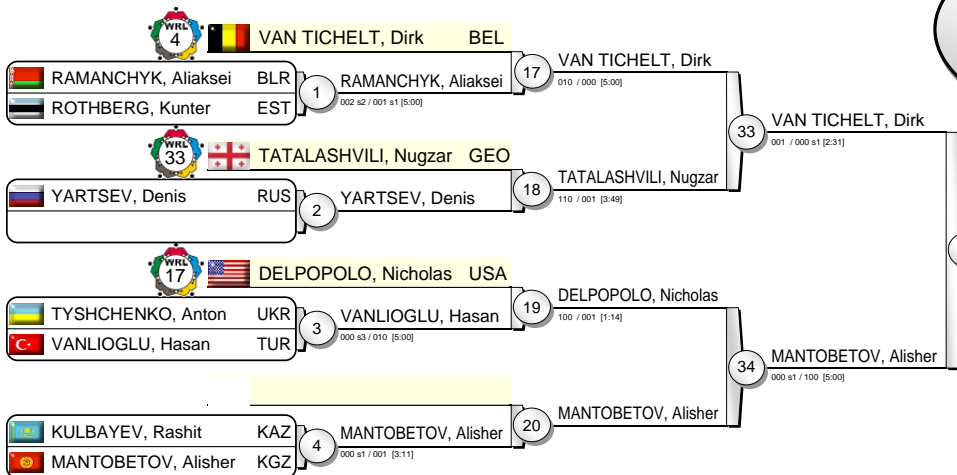 WRL
4
VAN TICHELT, Dirk BEL
RAMANCHYK, Aliaksei BLR
ROTHBERG, Kunter EST
1
RAMANCHYK, Aliaksei
002 s2 / 001 s1 [5:00]
17
VAN TICHELT, Dirk
010 / 000 [5:00]
WRL
33
TATALASHVILI, Nugzar GEO
YARTSEV, Denis RUS
2
YARTSEV, Denis
18
TATALASHVILI, Nugzar
110 / 001 [3:49]
33
VAN TICHELT, Dirk
001 / 000 s1 [2:31]
WRL
17
DELPOPOLO, Nicholas USA
TYSHCHENKO, Anton UKR
VANLIOGLU, Hasan TUR
3
VANLIOGLU, Hasan
000 s3 / 010 [5:00]
19
DELPOPOLO, Nicholas
100 / 001 [1:14]
KULBAYEV, Rashit KAZ
MANTOBETOV, Alisher KGZ
4
MANTOBETOV, Alisher
000 s1 / 001 [3:11]
20
MANTOBETOV, Alisher
34
MANTOBETOV, Alisher
000 s1 / 100 [5:00]